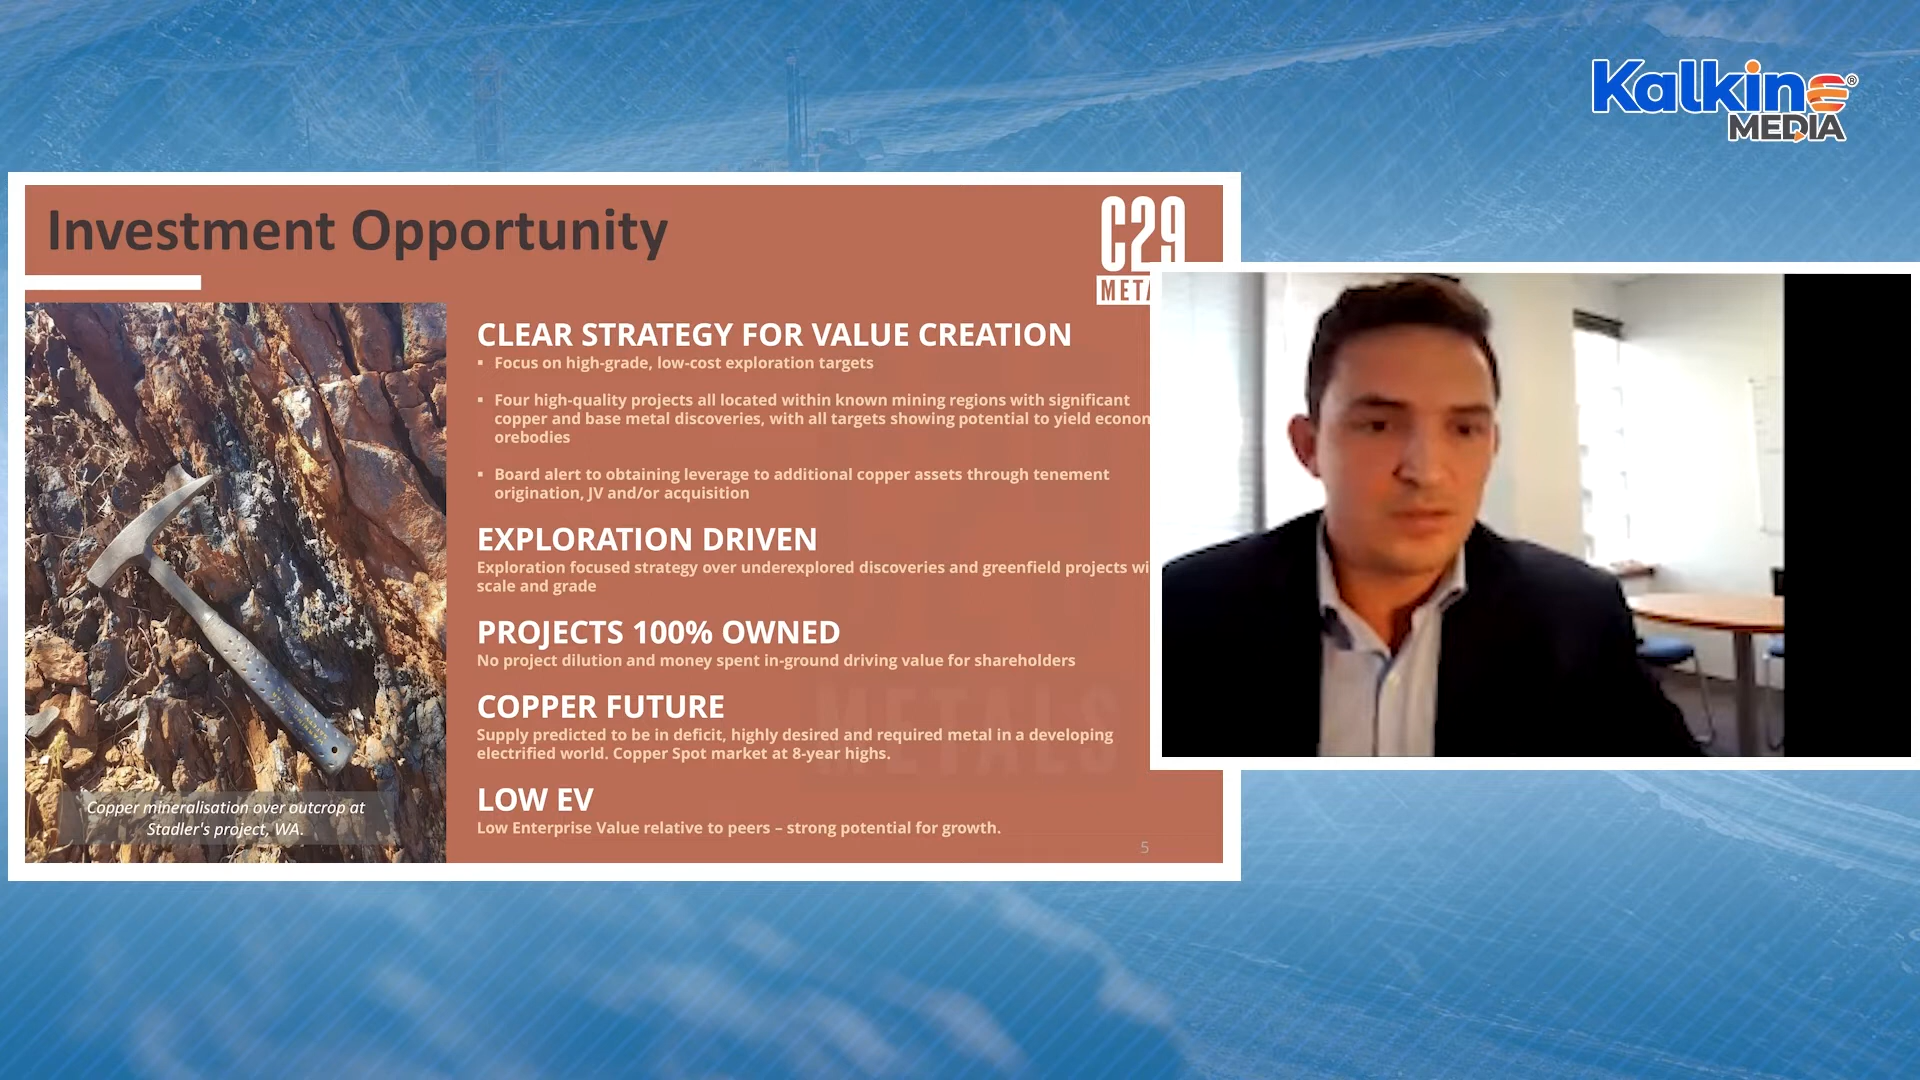 Kalkine®
MEDIA
Investment Opportunity
C29
CLEAR STRATEGY FOR VALUE CREATION
▪ Focus on high-grade, low-cost exploration targets
▪ Four high-quality projects all located within known mining regions with significant
copper and base metal discoveries, with all targets showing potential to yield
orebodies
▪ Board alert to obtaining leverage to additional copper assets through tenement
origination, JV and/or acquisition
EXPLORATION DRIVEN
Exploration focused strategy over underexplored discoveries and greenfield projects
scale and grade
PROJECTS 100% OWNED
No project dilution and money spent in-ground driving value for shareholders
COPPER FUTURE
Supply predicted to be in deficit, highly desired and required metal in a developing
electrified world. Copper Spot market at 8-year highs.
LOW EV
Low Enterprise Value relative to peers – strong potential for growth.
METALS
Copper mineralisation over outcrop at
Stadler's project, WA.
5